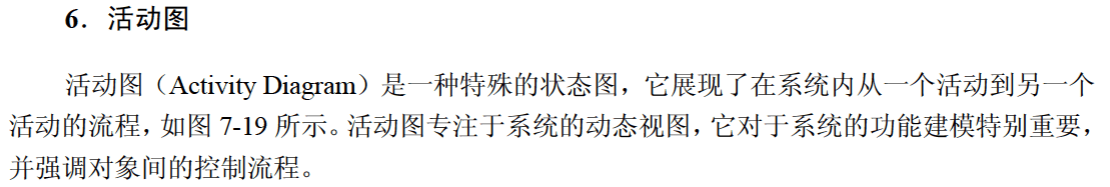 6．活动图
活动图（Activity Diagram）是一种特殊的状态图，它展现了在系统内从一个活动到另一个
活动的流程，如图 7-19 所示。活动图专注于系统的动态视图，它对于系统的功能建模特别重要，
并强调对象间的控制流程。